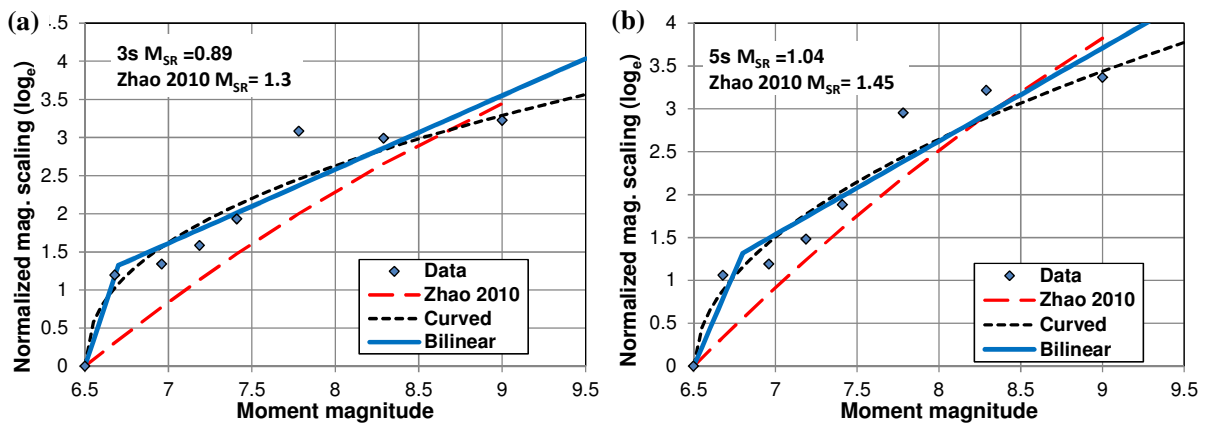 (a)
.5
4
3.5
3
2.5
2
1.5
1
0.5
0
Normalized mag. scaling (logₑ)
3s M_SR =0.89
Zhao 2010 M_SR= 1.3
Data
Zhao 2010
Curved
Bilinear
6.5 7 7.5 8 8.5 9 9.5
Moment magnitude
(b)
4
3.5
3
2.5
2
1.5
1
0.5
0
Normalized mag. scaling (logₑ)
5s M_SR =1.04
Zhao 2010 M_SR= 1.45
Data
Zhao 2010
Curved
Bilinear
6.5 7 7.5 8 8.5 9 9.5
Moment magnitude